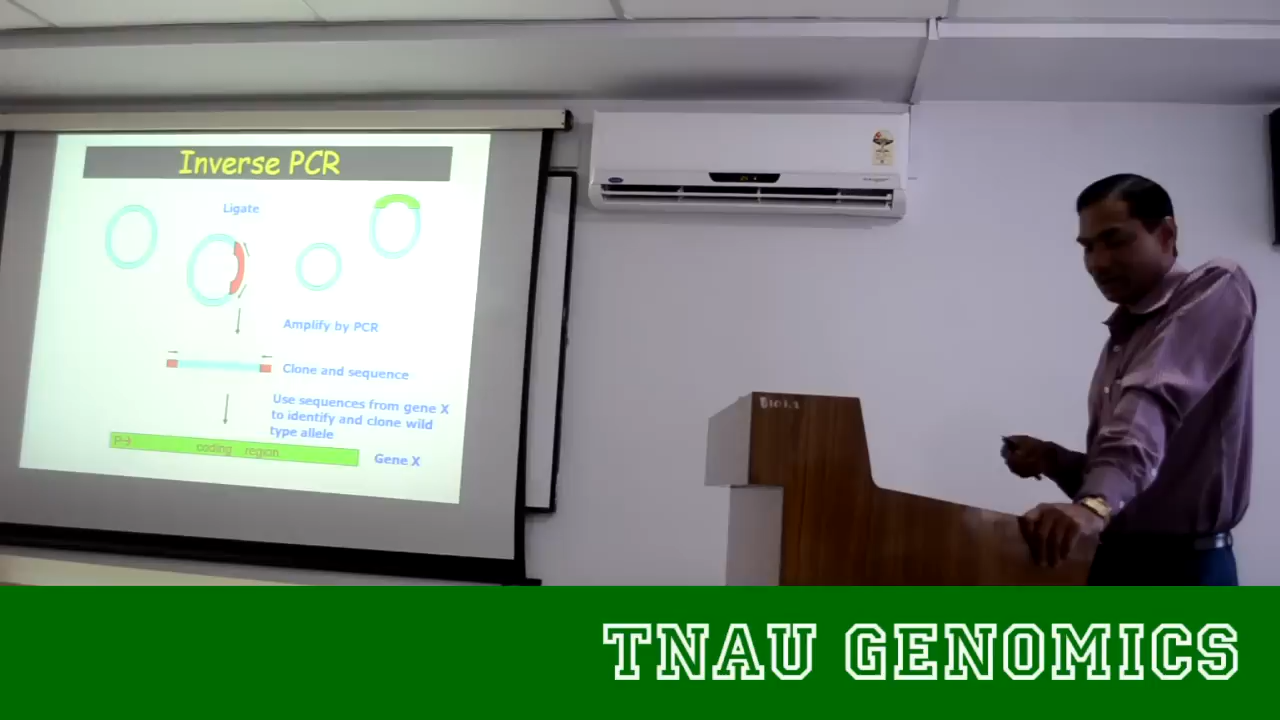 Inverse PCR
Ligate
Amplify by PCR
Clone and sequence
Use sequences from gene X
to identify and clone wild
type allele
P→
coding region
Gene X
TNAU GENOMICS